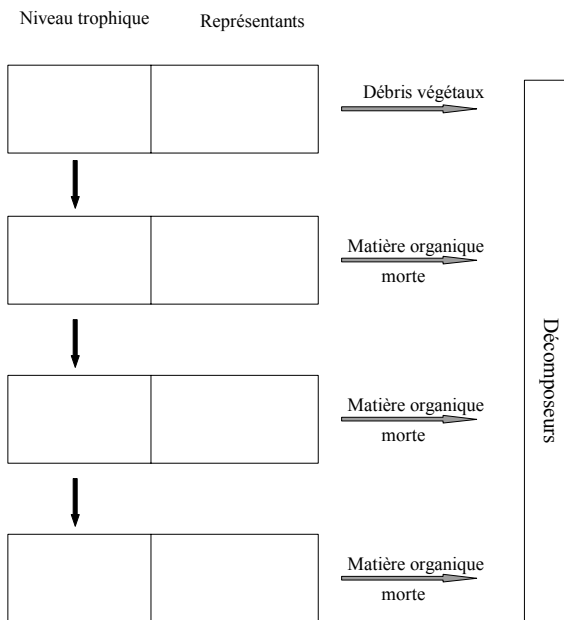 Niveau trophique
Représentants
Débris végétaux
Matière organique
morte
Matière organique
morte
Matière organique
morte
Décomposeurs